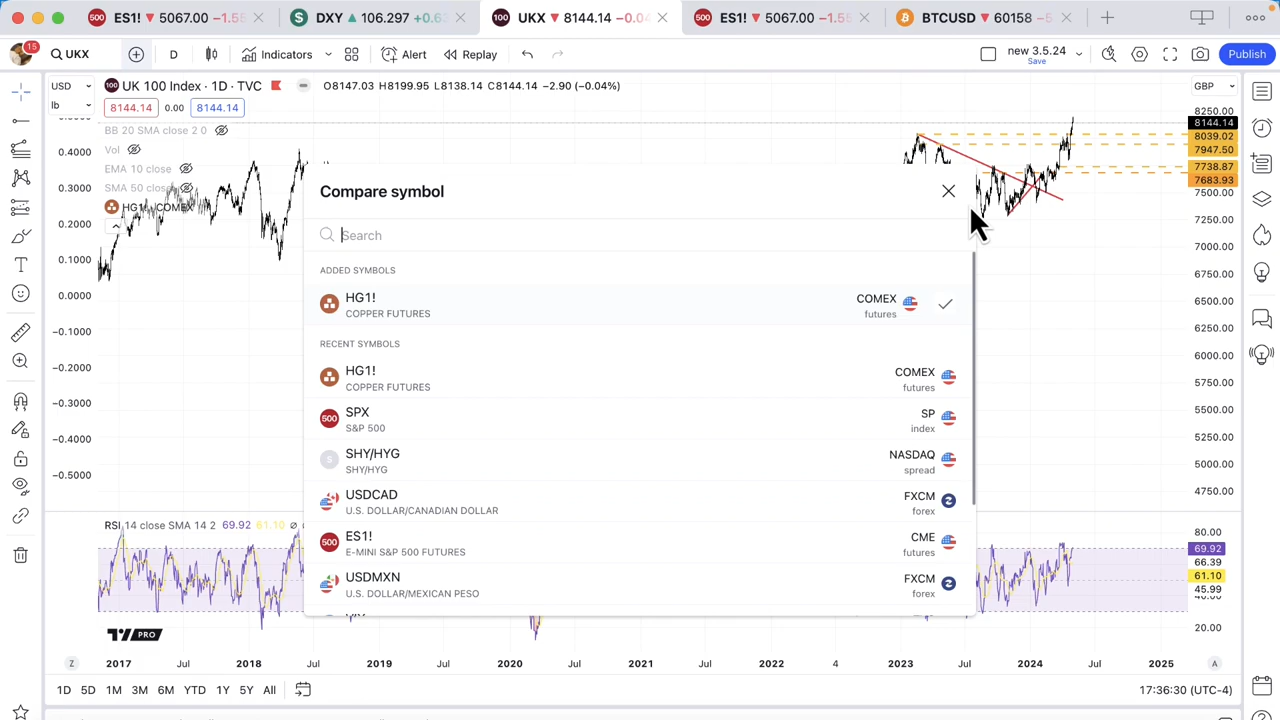 ES1! ▼ 5067.00 −1.55
DXY ▲ 106.297 +0.63
UKX ▼ 8144.14 −0.04
ES1! ▼ 5067.00 −1.55
BTCUSD ▼ 60158 −5
15
UKX
D
Indicators
Alert
Replay
new 3.5.24
Save
Publish
USD
lb
UK 100 Index · 1D · TVC
O8147.03 H8199.95 L8138.14 C8144.14 −2.90 (−0.04%)
GBP
8144.14 0.00 8144.14
BB 20 SMA close 2 0
Vol
EMA 10 close
SMA 50 close
HG1!, COMEX
0.4000
0.3000
0.2000
0.1000
0.0000
−0.1000
−0.2000
−0.3000
−0.4000
−0.5000
Compare symbol
Search
ADDED SYMBOLS
HG1!
COPPER FUTURES
COMEX
futures
RECENT SYMBOLS
HG1!
COPPER FUTURES
COMEX
futures
500
SPX
S&P 500
SP
index
S
SHY/HYG
SHY/HYG
NASDAQ
spread
USDCAD
U.S. DOLLAR/CANADIAN DOLLAR
FXCM
forex
500
ES1!
E-MINI S&P 500 FUTURES
CME
futures
USDMXN
U.S. DOLLAR/MEXICAN PESO
FXCM
forex
8250.00
8144.14
8039.02
7947.50
7738.87
7683.93
7500.00
7250.00
7000.00
6750.00
6500.00
6250.00
6000.00
5750.00
5500.00
5250.00
5000.00
4750.00
RSI 14 close SMA 14 2 69.92 61.10
80.00
69.92
66.39
61.10
45.99
20.00
PRO
Z
2017 Jul 2018 Jul 2019 Jul 2020 Jul 2021 Jul 2022 4 2023 Jul 2024 Jul 2025
A
1D 5D 1M 3M 6M YTD 1Y 5Y All
17:36:30 (UTC-4)